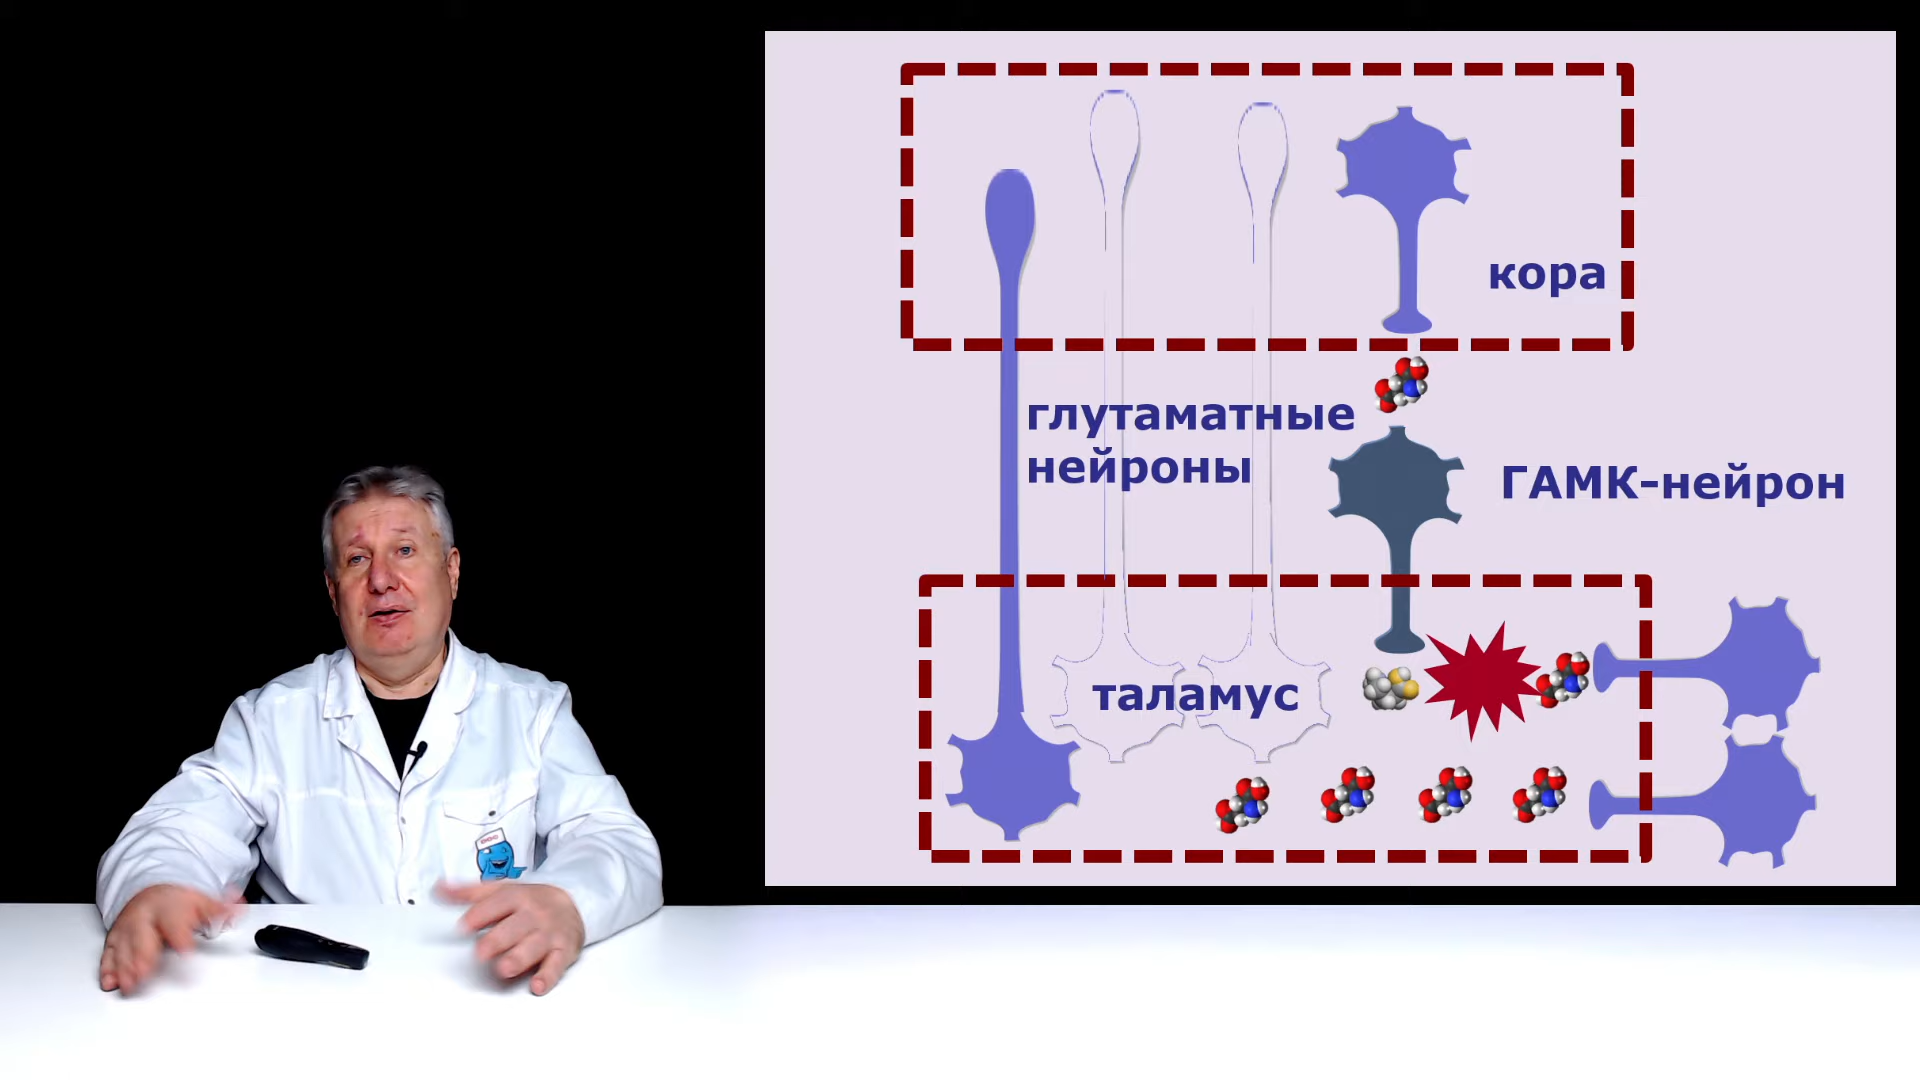 кора
глутаматные
нейроны
ГАМК-нейрон
таламус